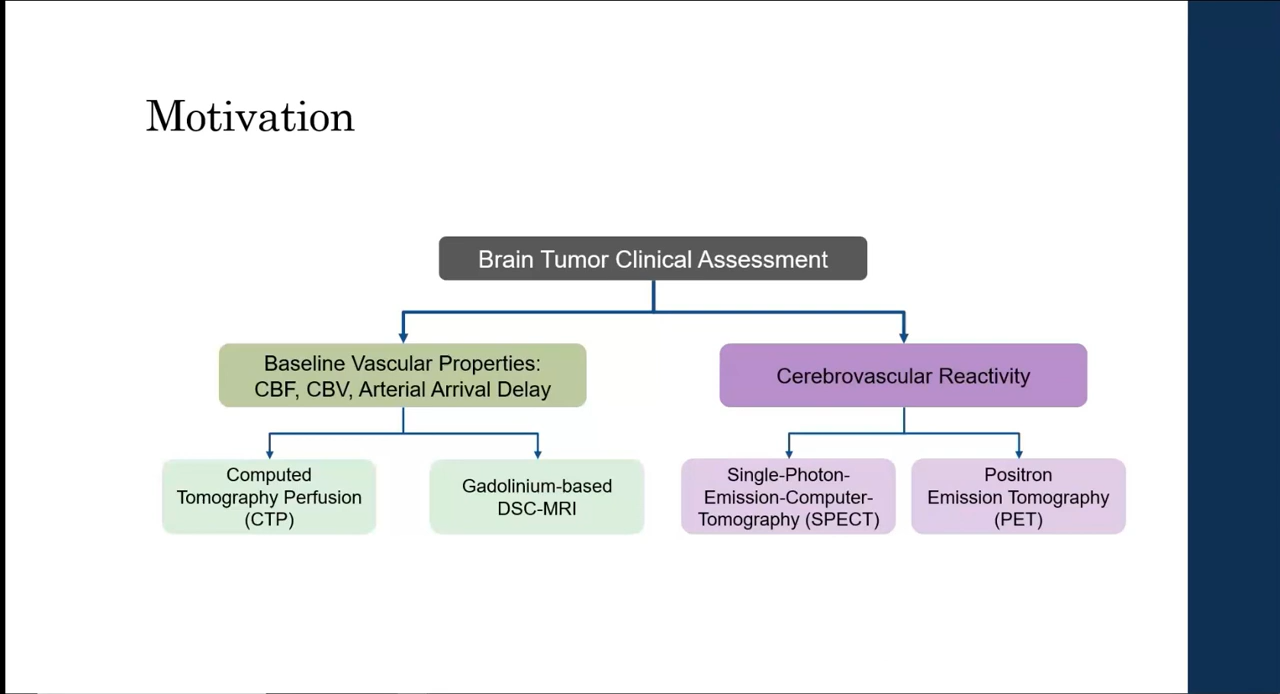 Motivation
Brain Tumor Clinical Assessment
Baseline Vascular Properties:
CBF, CBV, Arterial Arrival Delay
Cerebrovascular Reactivity
Computed
Tomography Perfusion
(CTP)
Gadolinium-based
DSC-MRI
Single-Photon-
Emission-Computer-
Tomography (SPECT)
Positron
Emission Tomography
(PET)